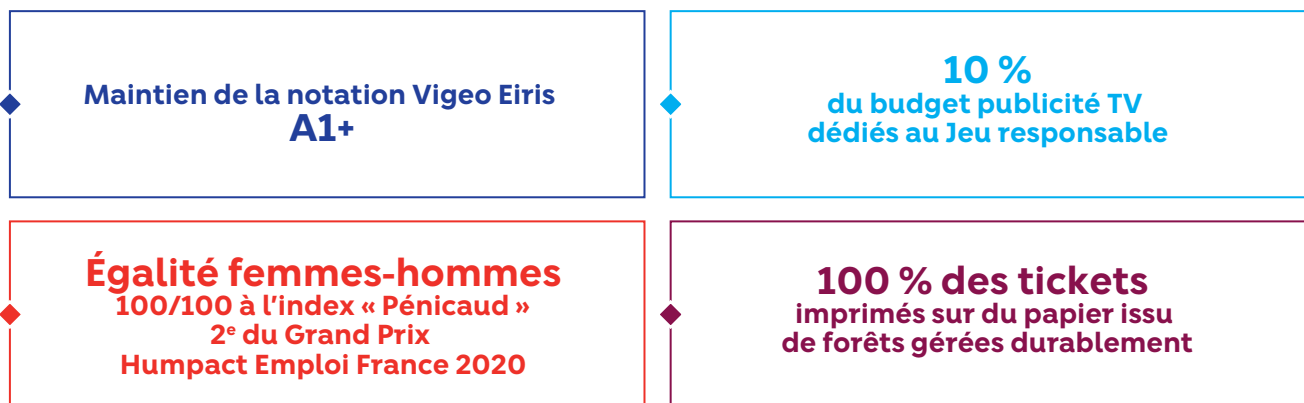 Maintien de la notation Vigeo Eiris
A1+
10 %
du budget publicité TV
dédiés au Jeu responsable
Égalité femmes-hommes
100/100 à l’index « Pénicaud »
2e du Grand Prix
Humpact Emploi France 2020
100 % des tickets
imprimés sur du papier issu
de forêts gérées durablement